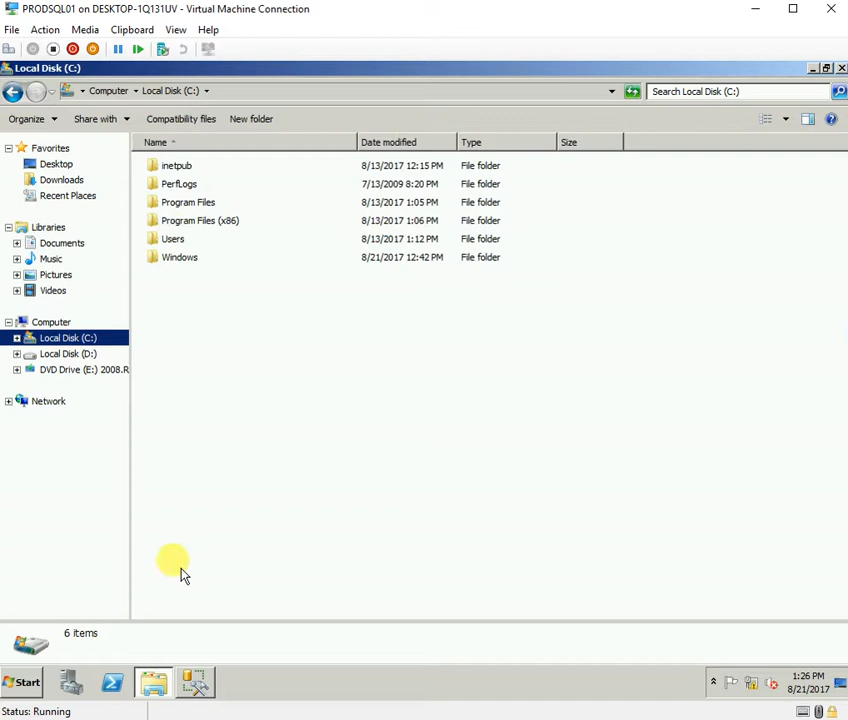 PRODSQL01 on DESKTOP-1Q131UV - Virtual Machine Connection
File Action Media Clipboard View Help
Local Disk (C:)
Computer Local Disk (C:) Search Local Disk (C:)
Organize Share with Compatibility files New folder
Name Date modified Type Size
Favorites
Desktop
Downloads
Recent Places
Libraries
Documents
Music
Pictures
Videos
Computer
Local Disk (C:)
Local Disk (D:)
DVD Drive (E:) 2008.R
Network
inetpub 8/13/2017 12:15 PM File folder
PerfLogs 7/13/2009 8:20 PM File folder
Program Files 8/13/2017 1:05 PM File folder
Program Files (x86) 8/13/2017 1:06 PM File folder
Users 8/13/2017 1:12 PM File folder
Windows 8/21/2017 12:42 PM File folder
6 items
Start
1:26 PM
8/21/2017
Status: Running